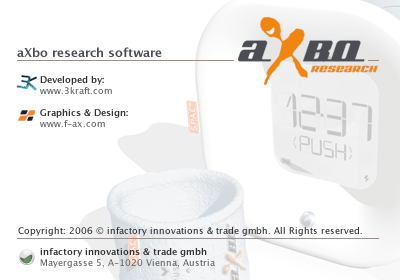 aXbo research software
aXBO
RESEARCH
Developed by:
www.3kraft.com
Graphics & Design:
www.f-ax.com
12:37
PUSH
Copyright: 2006 © infactory innovations & trade gmbh. All Rights reserved.
infactory innovations & trade gmbh
Mayergasse 5, A-1020 Vienna, Austria